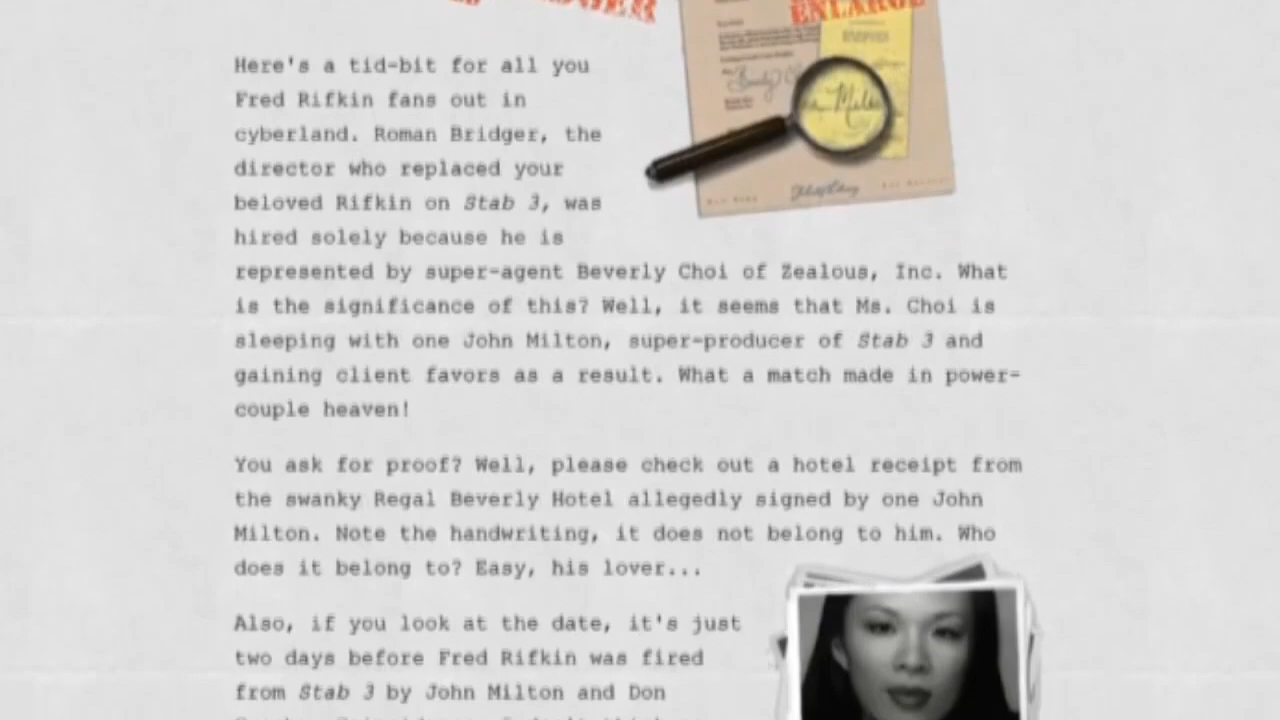 ENLARGE
Here's a tid-bit for all you
Fred Rifkin fans out in
cyberland. Roman Bridger, the
director who replaced your
beloved Rifkin on Stab 3, was
hired solely because he is
represented by super-agent Beverly Choi of Zealous, Inc. What
is the significance of this? Well, it seems that Ms. Choi is
sleeping with one John Milton, super-producer of Stab 3 and
gaining client favors as a result. What a match made in power-
couple heaven!
You ask for proof? Well, please check out a hotel receipt from
the swanky Regal Beverly Hotel allegedly signed by one John
Milton. Note the handwriting, it does not belong to him. Who
does it belong to? Easy, his lover...
Also, if you look at the date, it's just
two days before Fred Rifkin was fired
from Stab 3 by John Milton and Don